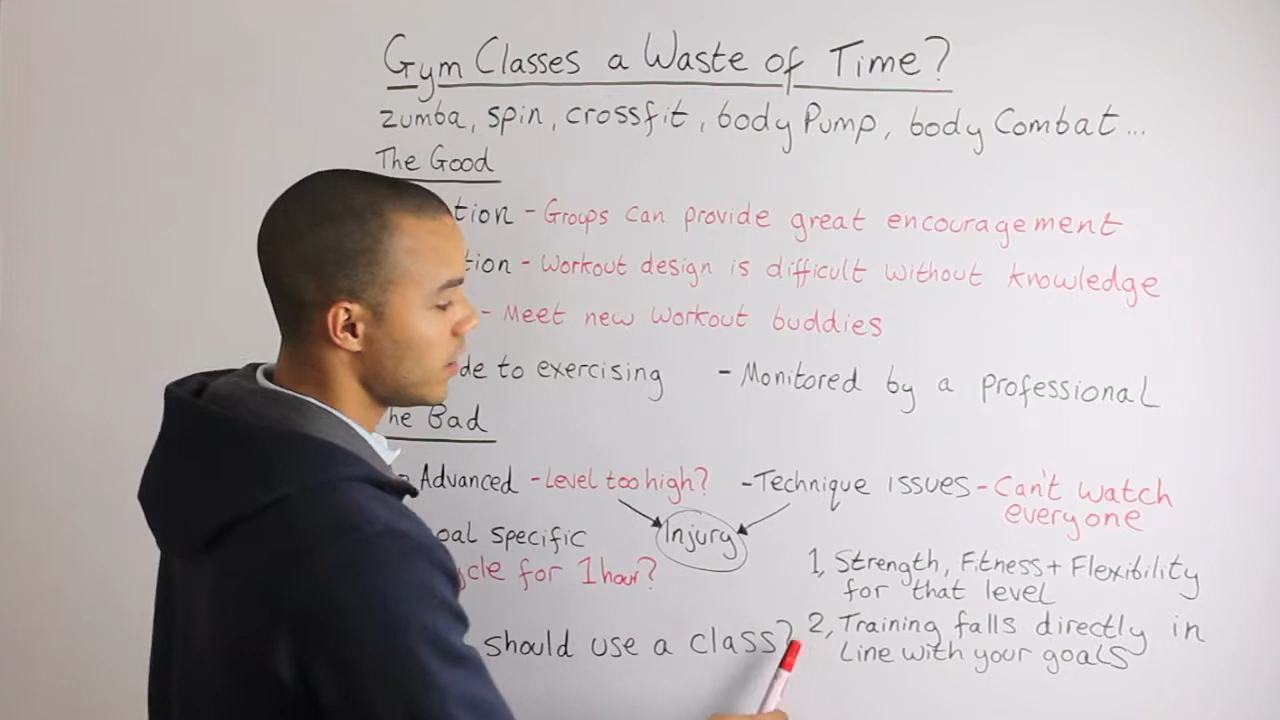 Gym Classes a Waste of Time?
zumba, spin, crossfit, body Pump, body Combat...
The Good
tion - Groups can provide great encouragement
tion - Workout design is difficult without knowledge
- Meet new workout buddies
de to exercising - Monitored by a professional
he Bad
Advanced - Level too high? - Technique issues - Can't watch everyone
oal specific Injury
ycle for 1 hour?
1, Strength, Fitness + Flexibility
for that level
should use a class? 2, Training falls directly in
Line with your goals